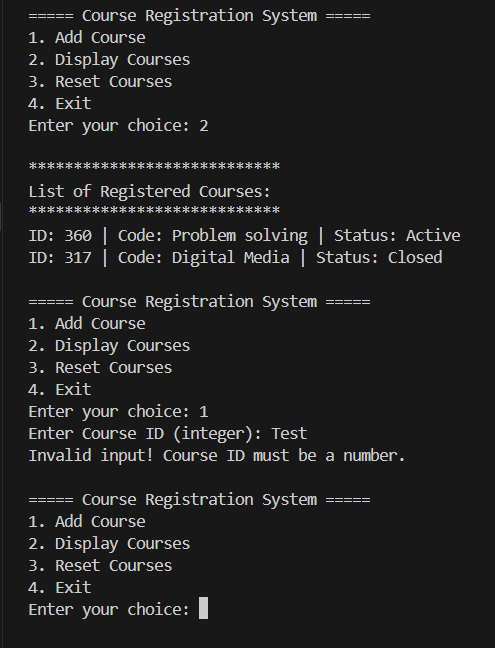 ===== Course Registration System =====
1. Add Course
2. Display Courses
3. Reset Courses
4. Exit
Enter your choice: 2
****************************
List of Registered Courses:
****************************
ID: 360 | Code: Problem solving | Status: Active
ID: 317 | Code: Digital Media | Status: Closed
===== Course Registration System =====
1. Add Course
2. Display Courses
3. Reset Courses
4. Exit
Enter your choice: 1
Enter Course ID (integer): Test
Invalid input! Course ID must be a number.
===== Course Registration System =====
1. Add Course
2. Display Courses
3. Reset Courses
4. Exit
Enter your choice: